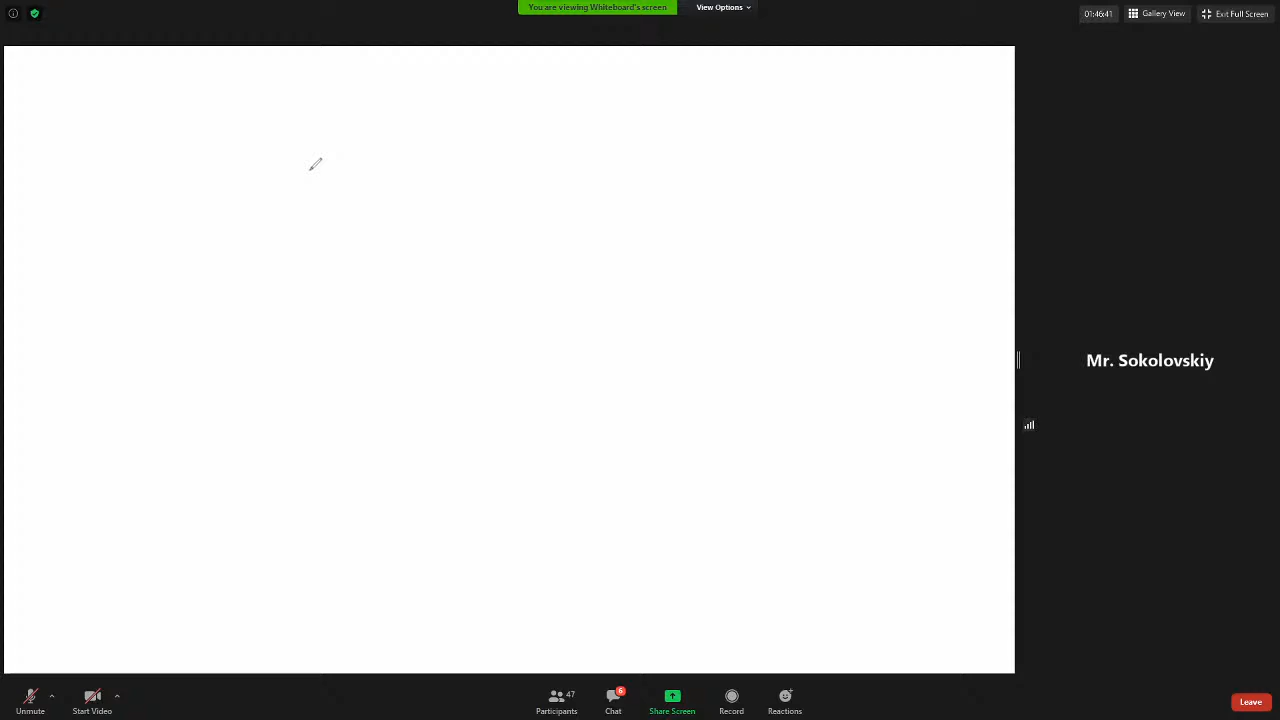 You are viewing Whiteboard's screen
View Options
01:46:41
Gallery View
Exit Full Screen
Mr. Sokolovskiy
Unmute
Start Video
47
Participants
6
Chat
Share Screen
Record
Reactions
Leave